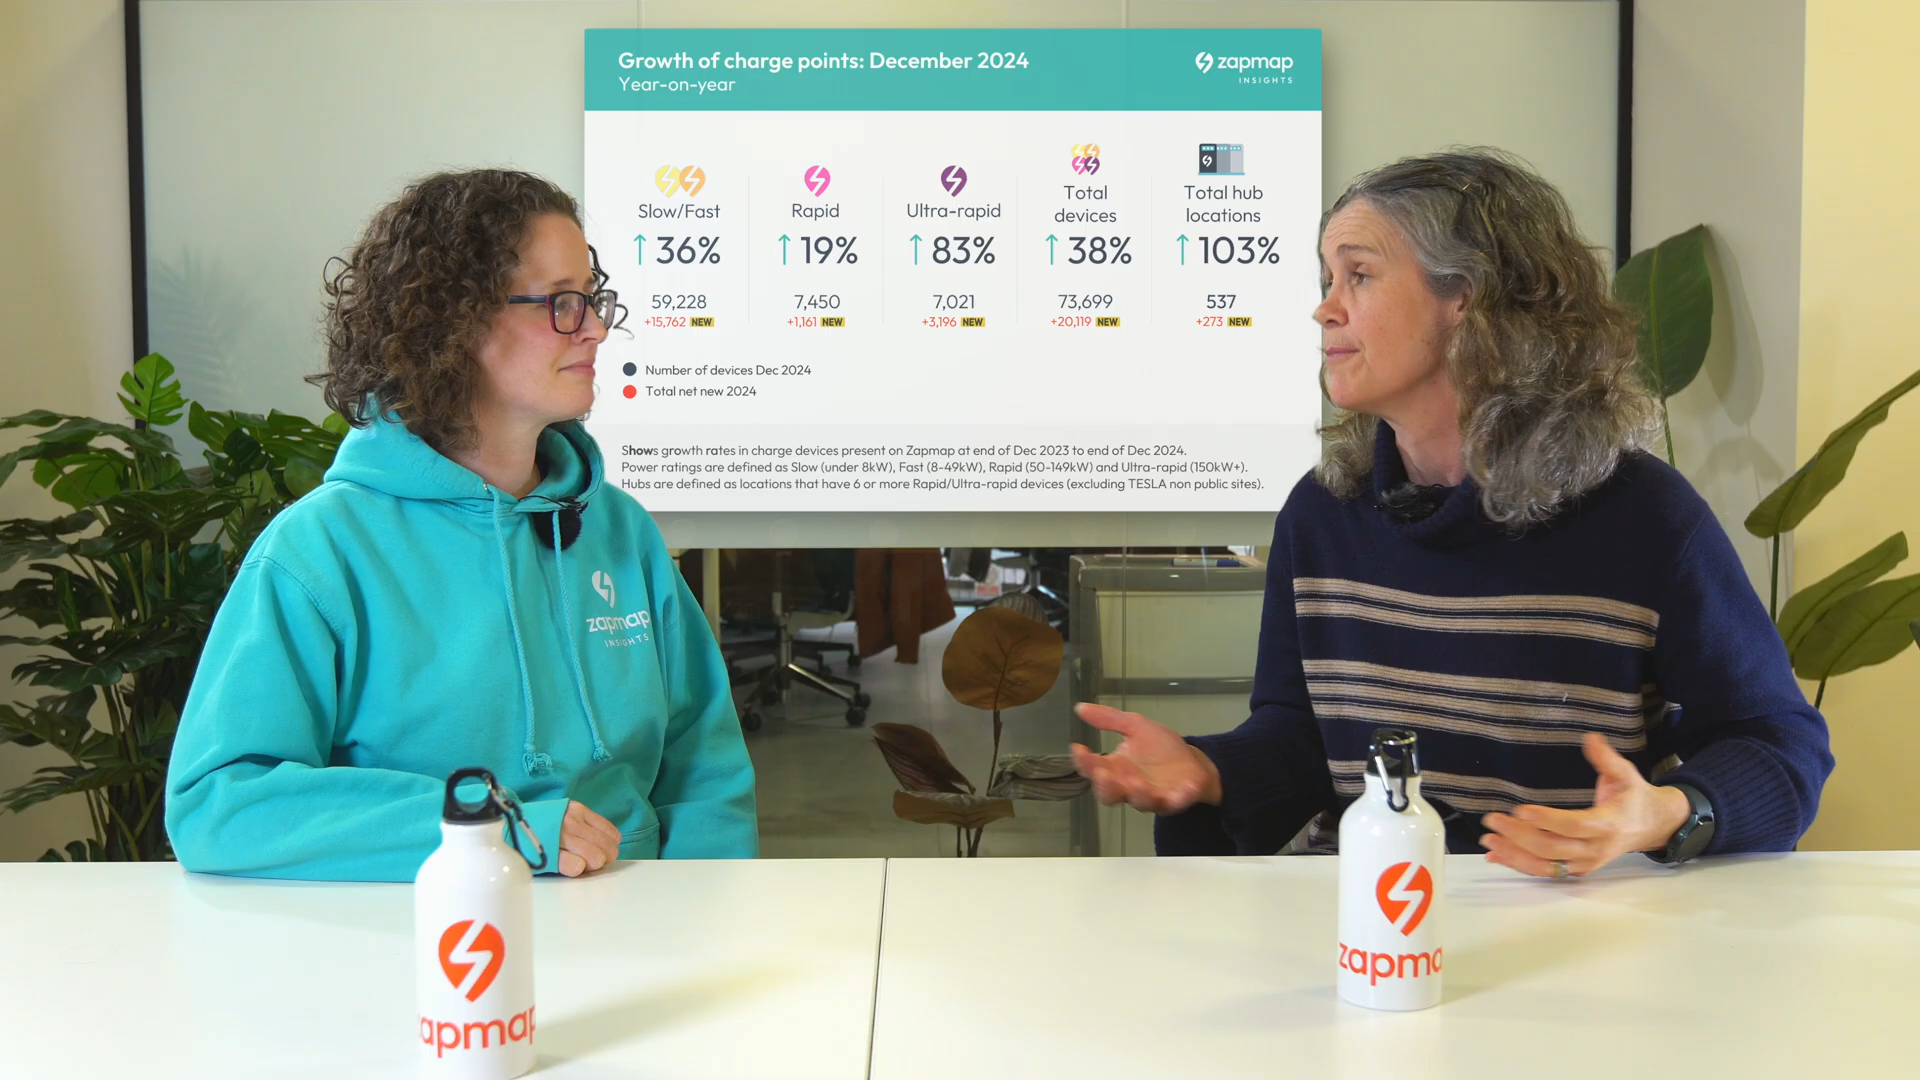 Growth of charge points: December 2024
Year-on-year
zapmap
INSIGHTS
Slow/Fast
↑ 36%
59,228
+15,762 NEW
Rapid
↑ 19%
7,450
+1,161 NEW
Ultra-rapid
↑ 83%
7,021
+3,196 NEW
Total
devices
↑ 38%
73,699
+20,119 NEW
Total hub
locations
↑ 103%
537
+273 NEW
Number of devices Dec 2024
Total net new 2024
Shows growth rates in charge devices present on Zapmap at end of Dec 2023 to end of Dec 2024.
Power ratings are defined as Slow (under 8kW), Fast (8-49kW), Rapid (50-149kW) and Ultra-rapid (150kW+).
Hubs are defined as locations that have 6 or more Rapid/Ultra-rapid devices (excluding TESLA non public sites).
zapmap
INSIGHTS
apmap
zapma